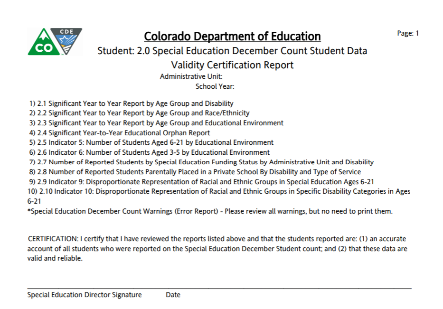 CDE
CO
Colorado Department of Education
Page: 1
Student: 2.0 Special Education December Count Student Data
Validity Certification Report
Administrative Unit:
School Year:
1) 2.1 Significant Year to Year Report by Age Group and Disability
2) 2.2 Significant Year to Year Report by Age Group and Race/Ethnicity
3) 2.3 Significant Year to Year Report by Age Group and Educational Environment
4) 2.4 Significant Year-to-Year Educational Orphan Report
5) 2.5 Indicator 5: Number of Students Aged 6-21 by Educational Environment
6) 2.6 Indicator 6: Number of Students Aged 3-5 by Educational Environment
7) 2.7 Number of Reported Students by Special Education Funding Status by Administrative Unit and Disability
8) 2.8 Number of Students Parentally Placed in a Private School By Disability and Type of Service
9) 2.9 Indicator 9: Disproportionate Representation of Racial and Ethnic Groups in Special Education Ages 6-21
10) 2.10 Indicator 10: Disproportionate Representation of Racial and Ethnic Groups in Specific Disability Categories in Ages
6-21
*Special Education December Count Warnings (Error Report) - Please review all warnings, but no need to print them.
CERTIFICATION: I certify that I have reviewed the reports listed above and that the students reported are: (1) an accurate
account of all students who were reported on the Special Education December Student count; and (2) that these data are
valid and reliable.
Special Education Director Signature Date